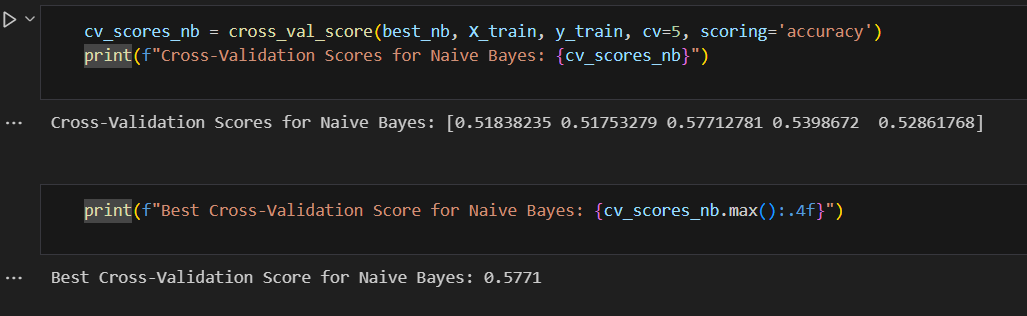 cv_scores_nb = cross_val_score(best_nb, X_train, y_train, cv=5, scoring='accuracy')
print(f"Cross-Validation Scores for Naive Bayes: {cv_scores_nb}")
... Cross-Validation Scores for Naive Bayes: [0.51838235 0.51753279 0.57712781 0.5398672  0.52861768]
print(f"Best Cross-Validation Score for Naive Bayes: {cv_scores_nb.max():.4f}")
... Best Cross-Validation Score for Naive Bayes: 0.5771